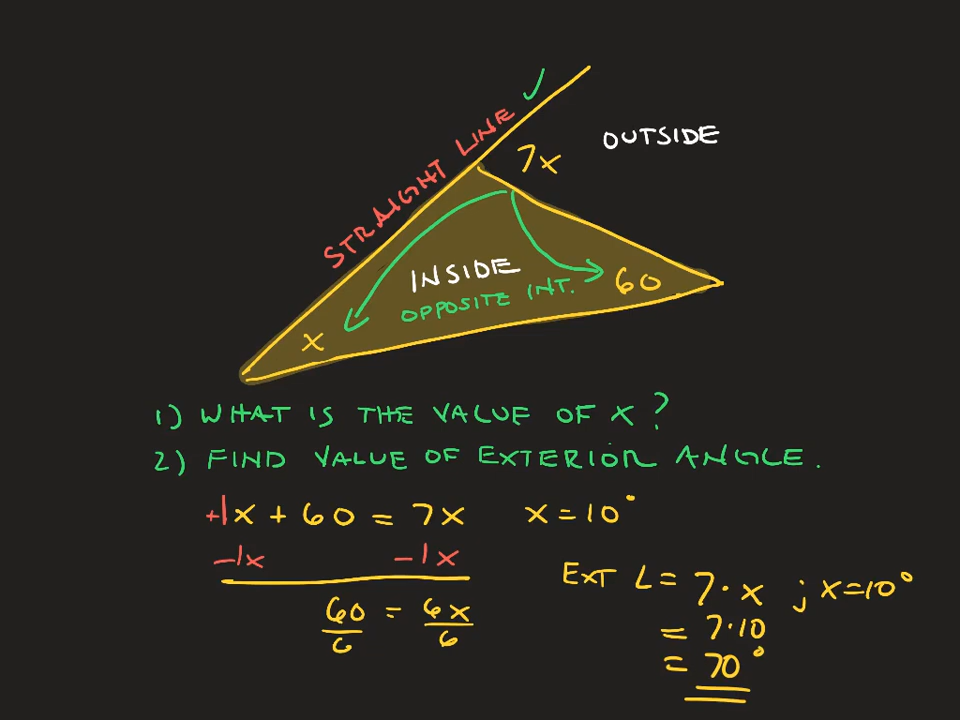 STRAIGHT LINE ✓
7x
OUTSIDE
INSIDE
OPPOSITE INT.
60
x
1) WHAT IS THE VALUE OF X?
2) FIND VALUE OF EXTERIOR ANGLE.
+1x + 60 = 7x
-1x -1x
60/6 = 6x/6
x = 10°
EXT ∠ = 7·x ; x=10°
= 7·10
= 70°